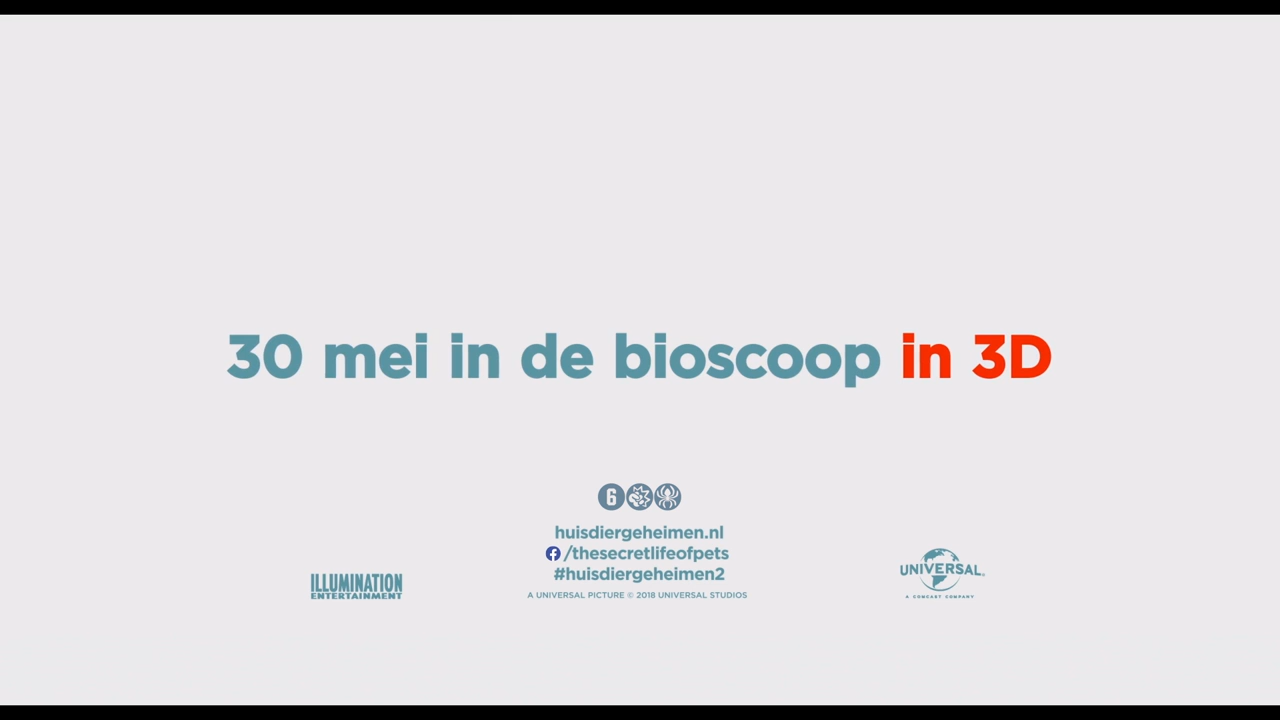 30 mei in de bioscoop in 3D
6
huisdiergeheimen.nl
/thesecretlifeofpets
#huisdiergeheimen2
A UNIVERSAL PICTURE © 2018 UNIVERSAL STUDIOS
ILLUMINATION
ENTERTAINMENT
UNIVERSAL
A COMCAST COMPANY